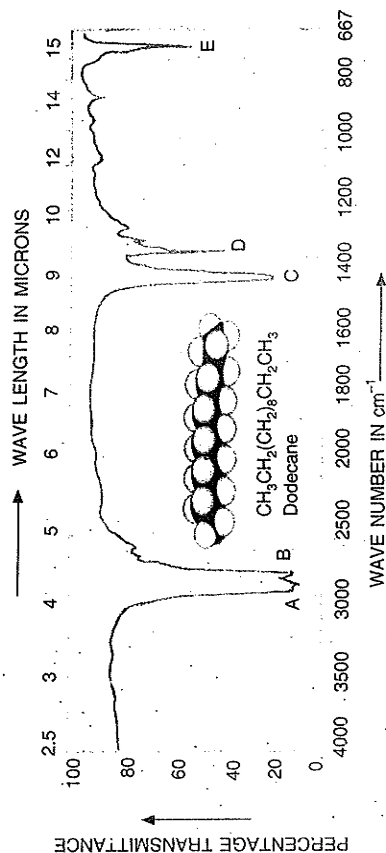 WAVE LENGTH IN MICRONS
2.5 3 4 5 6 7 8 9 10 12 14 15
PERCENTAGE TRANSMITTANCE
100
80
60
40
20
0
A B C D E
CH₃CH₂(CH₂)₈CH₂CH₃
Dodecane
4000 3500 3000 2500 2000 1800 1600 1400 1200 1000 800 667
WAVE NUMBER IN cm⁻¹